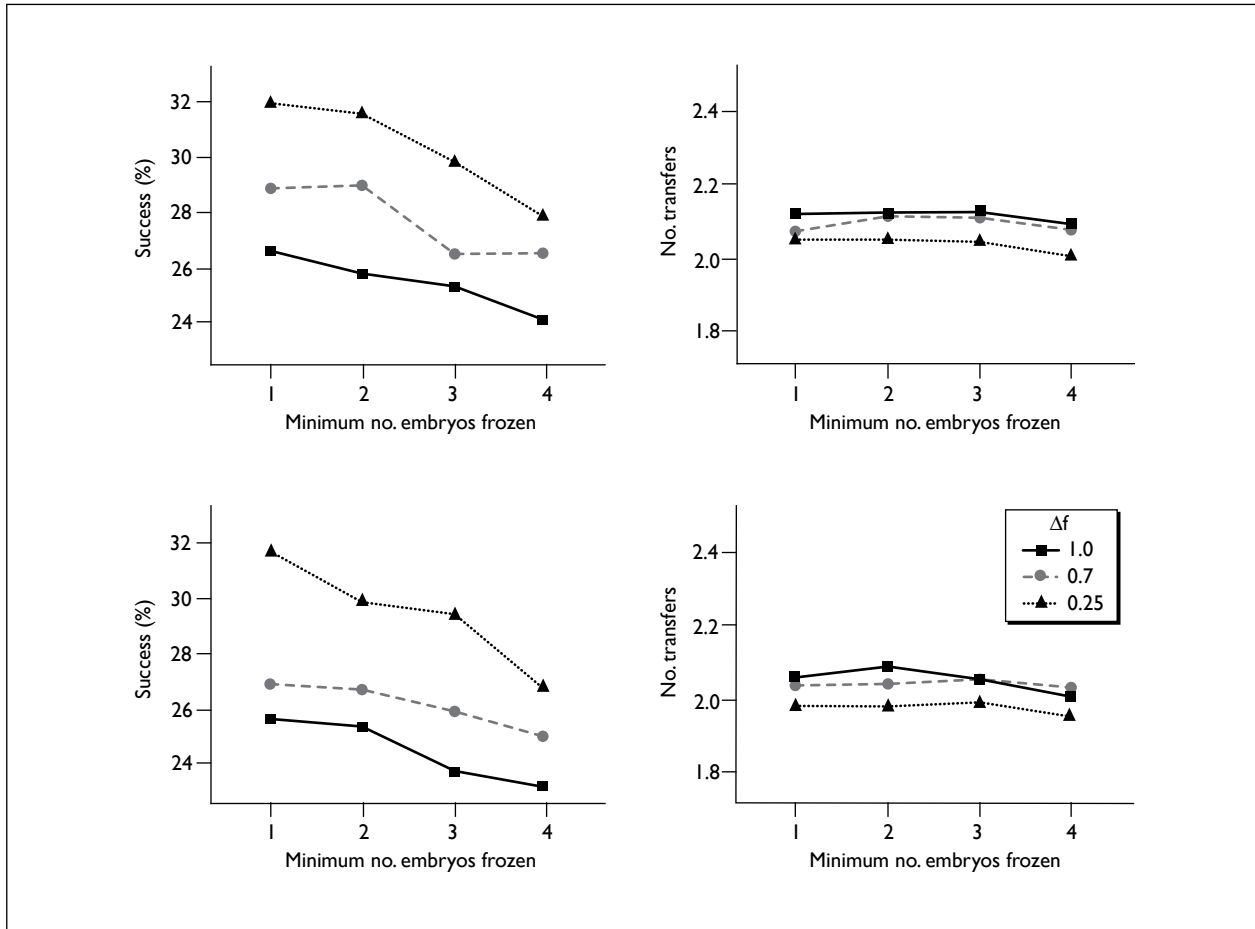 32
30
28
26
24
Success (%)
1 2 3 4
Minimum no. embryos frozen
2.4
2.2
2.0
1.8
No. transfers
1 2 3 4
Minimum no. embryos frozen
32
30
28
26
24
Success (%)
1 2 3 4
Minimum no. embryos frozen
2.4
2.2
2.0
1.8
No. transfers
1 2 3 4
Minimum no. embryos frozen
Δf
1.0
0.7
0.25